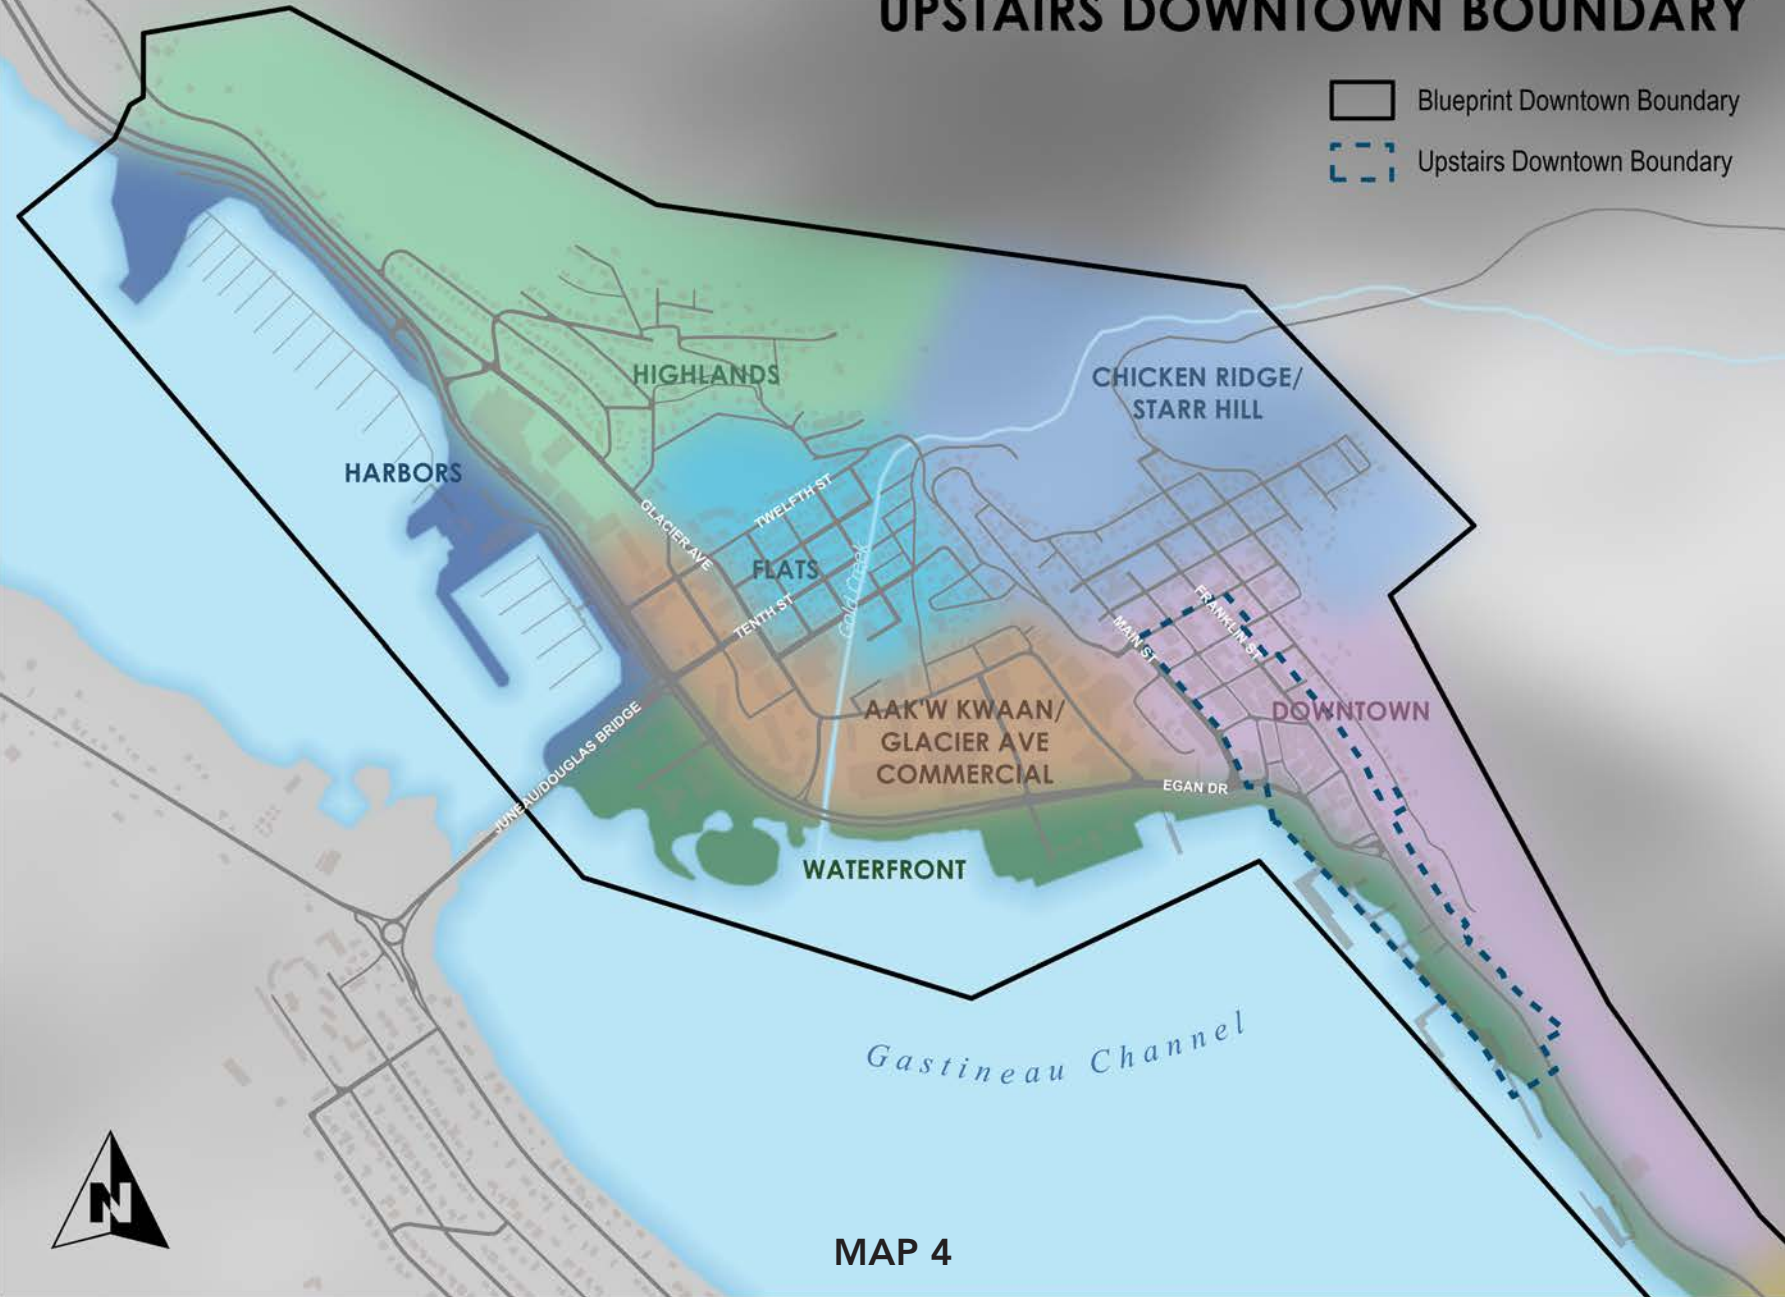 UPSTAIRS DOWNTOWN BOUNDARY
Blueprint Downtown Boundary
Upstairs Downtown Boundary
HIGHLANDS
CHICKEN RIDGE/
STARR HILL
HARBORS
TWELFTH ST
GLACIER AVE
FLATS
Gold Creek
TENTH ST
FRANKLIN ST
MAIN ST
DOWNTOWN
AAK'W KWAAN/
GLACIER AVE
COMMERCIAL
JUNEAU/DOUGLAS BRIDGE
EGAN DR
WATERFRONT
Gastineau Channel
N
MAP 4